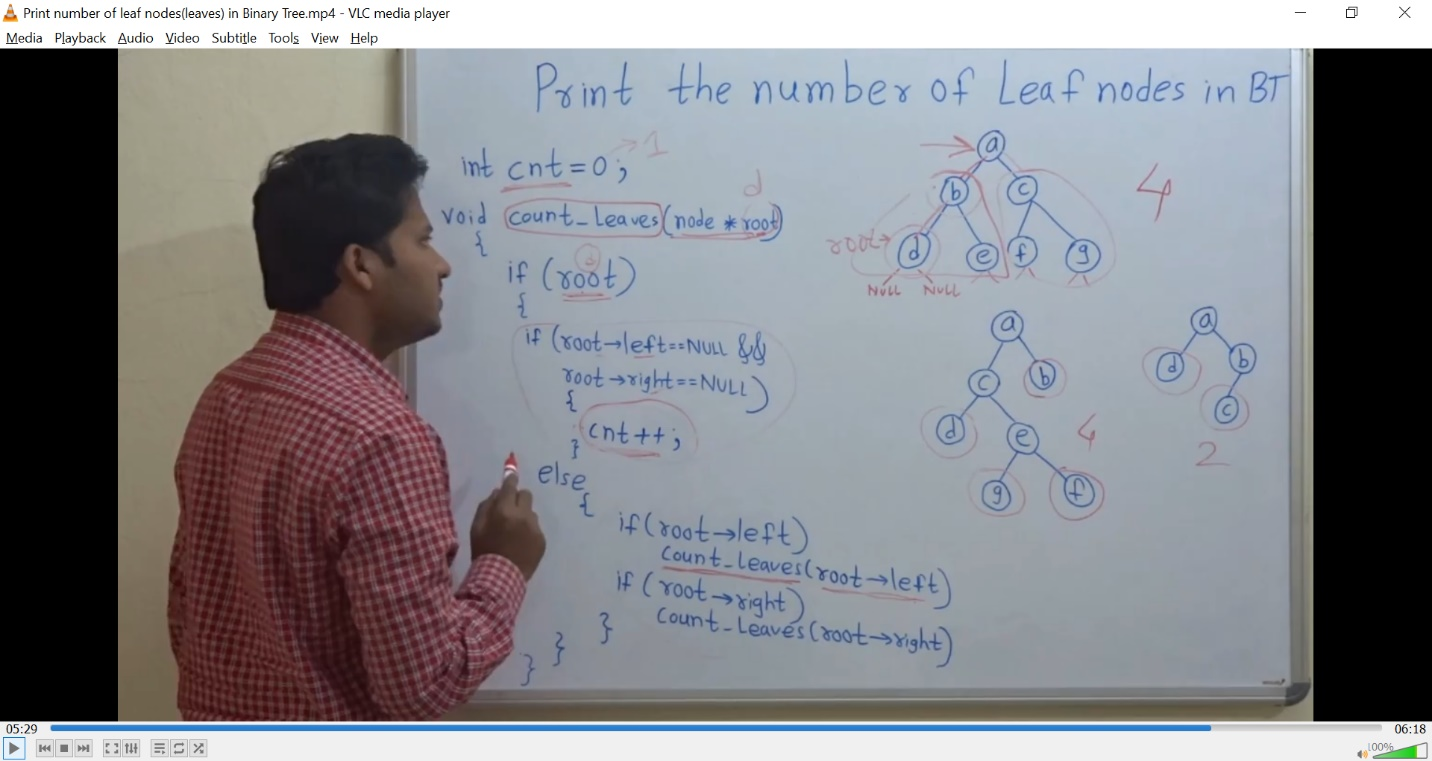 Print number of leaf nodes(leaves) in Binary Tree.mp4 - VLC media player
Media Playback Audio Video Subtitle Tools View Help
Print the number of Leaf nodes in BT
int cnt = 0 ; → 1
d
void count_Leaves (node * root)
{
d
if (root)
{
if (root→left==NULL &&
root→right==NULL)
{
cnt++ ;
}
else
{
if (root→left)
count_Leaves (root→left)
if (root→right)
count_Leaves (root→right)
}
}
}
a
b c
root→ d e f g
NULL NULL
4
a
c b
d e
g f
4
a
d b
c
2
05:29 06:18
100%